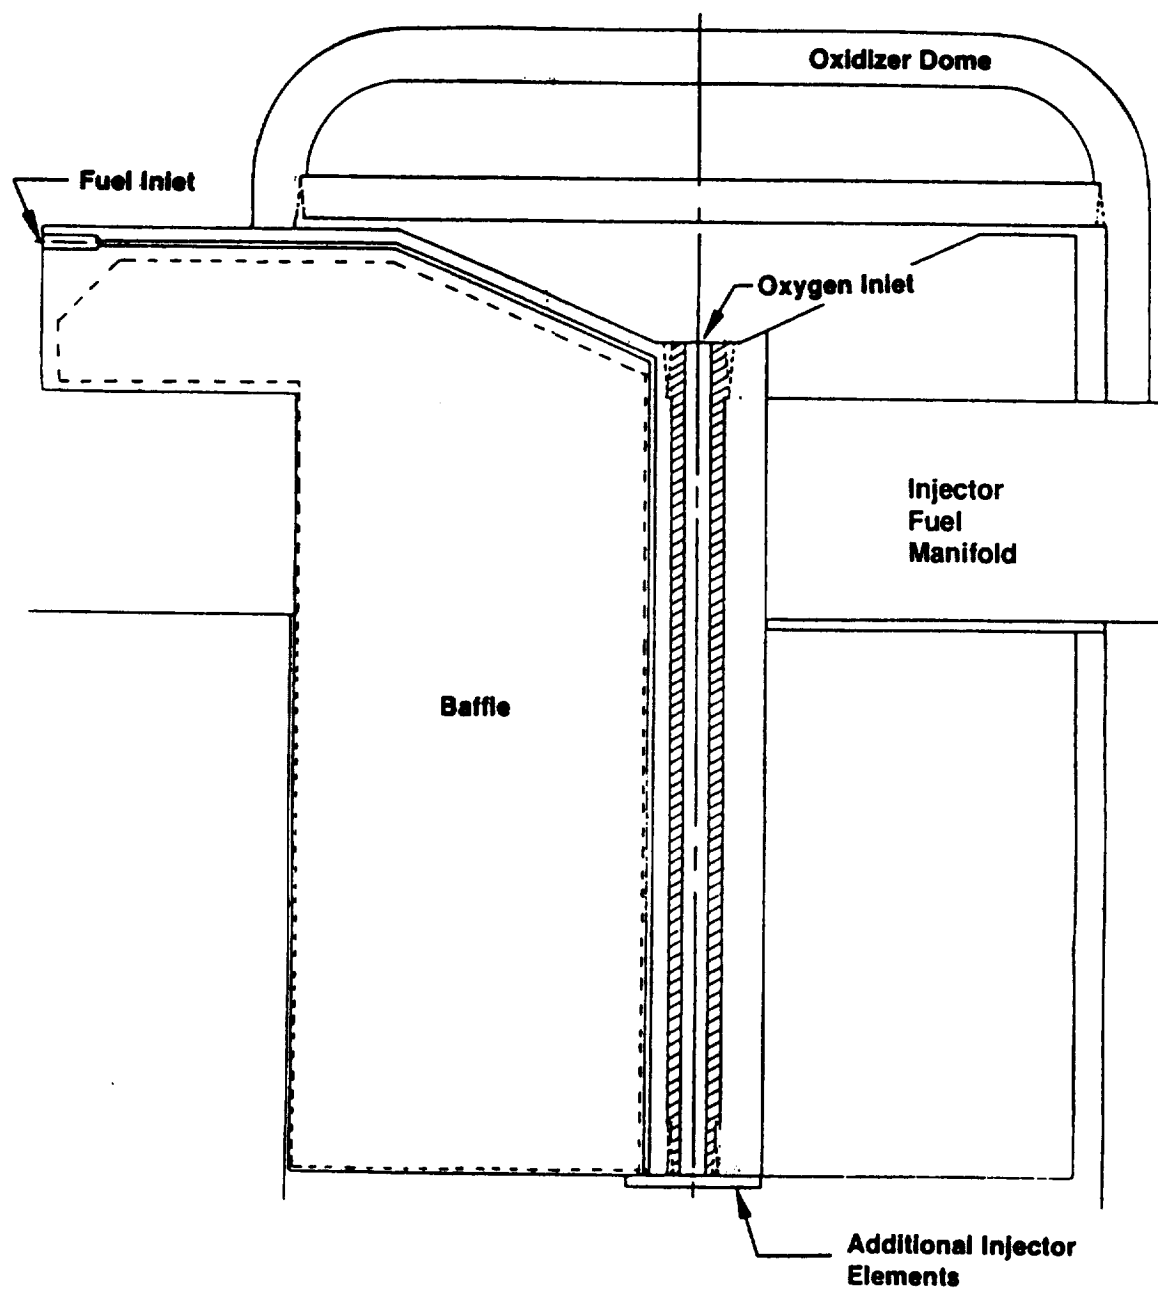 Oxidizer Dome
Fuel Inlet
Oxygen Inlet
Injector
Fuel
Manifold
Baffle
Additional Injector
Elements